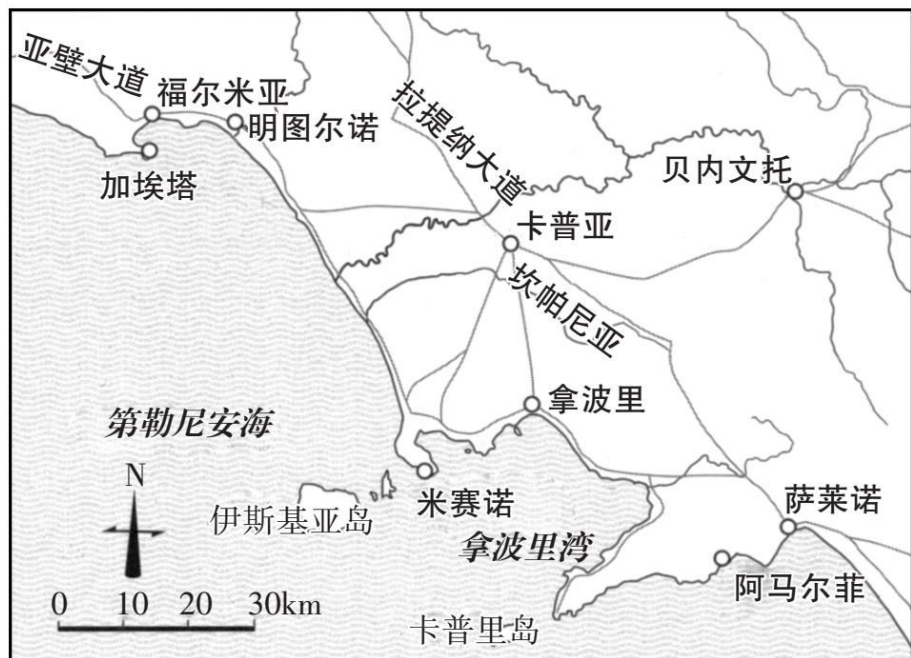 亚壁大道
福尔米亚
明图尔诺
加埃塔
拉提纳大道
贝内文托
卡普亚
坎帕尼亚
拿波里
第勒尼安海
N
伊斯基亚岛
米赛诺
拿波里湾
萨莱诺
阿马尔菲
0 10 20 30km
卡普里岛